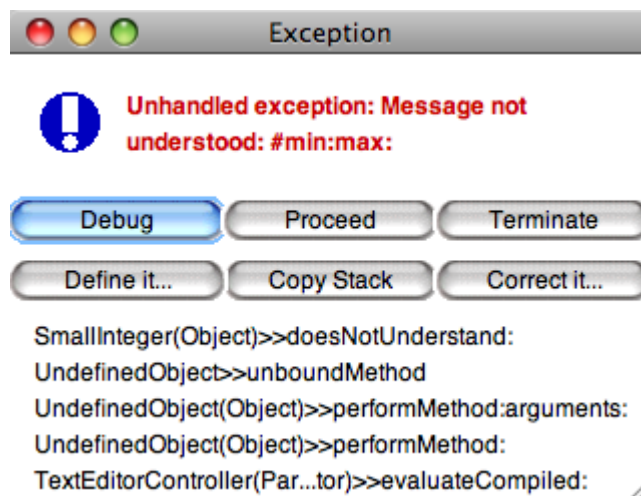 Exception
Unhandled exception: Message not
understood: #min:max:
Debug Proceed Terminate
Define it... Copy Stack Correct it...
SmallInteger(Object)>>doesNotUnderstand:
UndefinedObject>>unboundMethod
UndefinedObject(Object)>>performMethod:arguments:
UndefinedObject(Object)>>performMethod:
TextEditorController(Par...tor)>>evaluateCompiled: